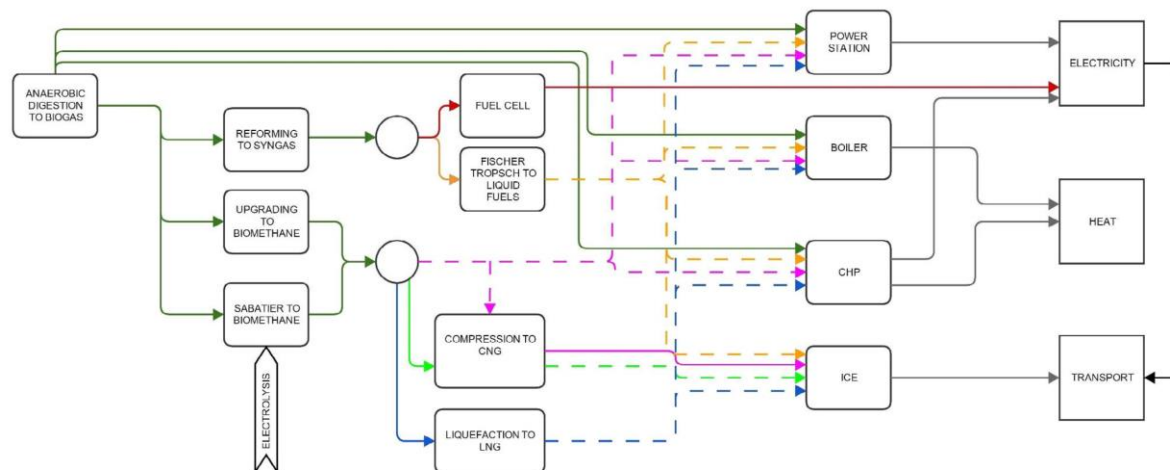 ANAEROBIC
DIGESTION
TO BIOGAS
REFORMING
TO SYNGAS
UPGRADING
TO
BIOMETHANE
SABATIER TO
BIOMETHANE
ELECTROLYSIS
FUEL CELL
FISCHER
TROPSCH TO
LIQUID
FUELS
COMPRESSION TO
CNG
LIQUEFACTION TO
LNG
POWER
STATION
BOILER
CHP
ICE
ELECTRICITY
HEAT
TRANSPORT